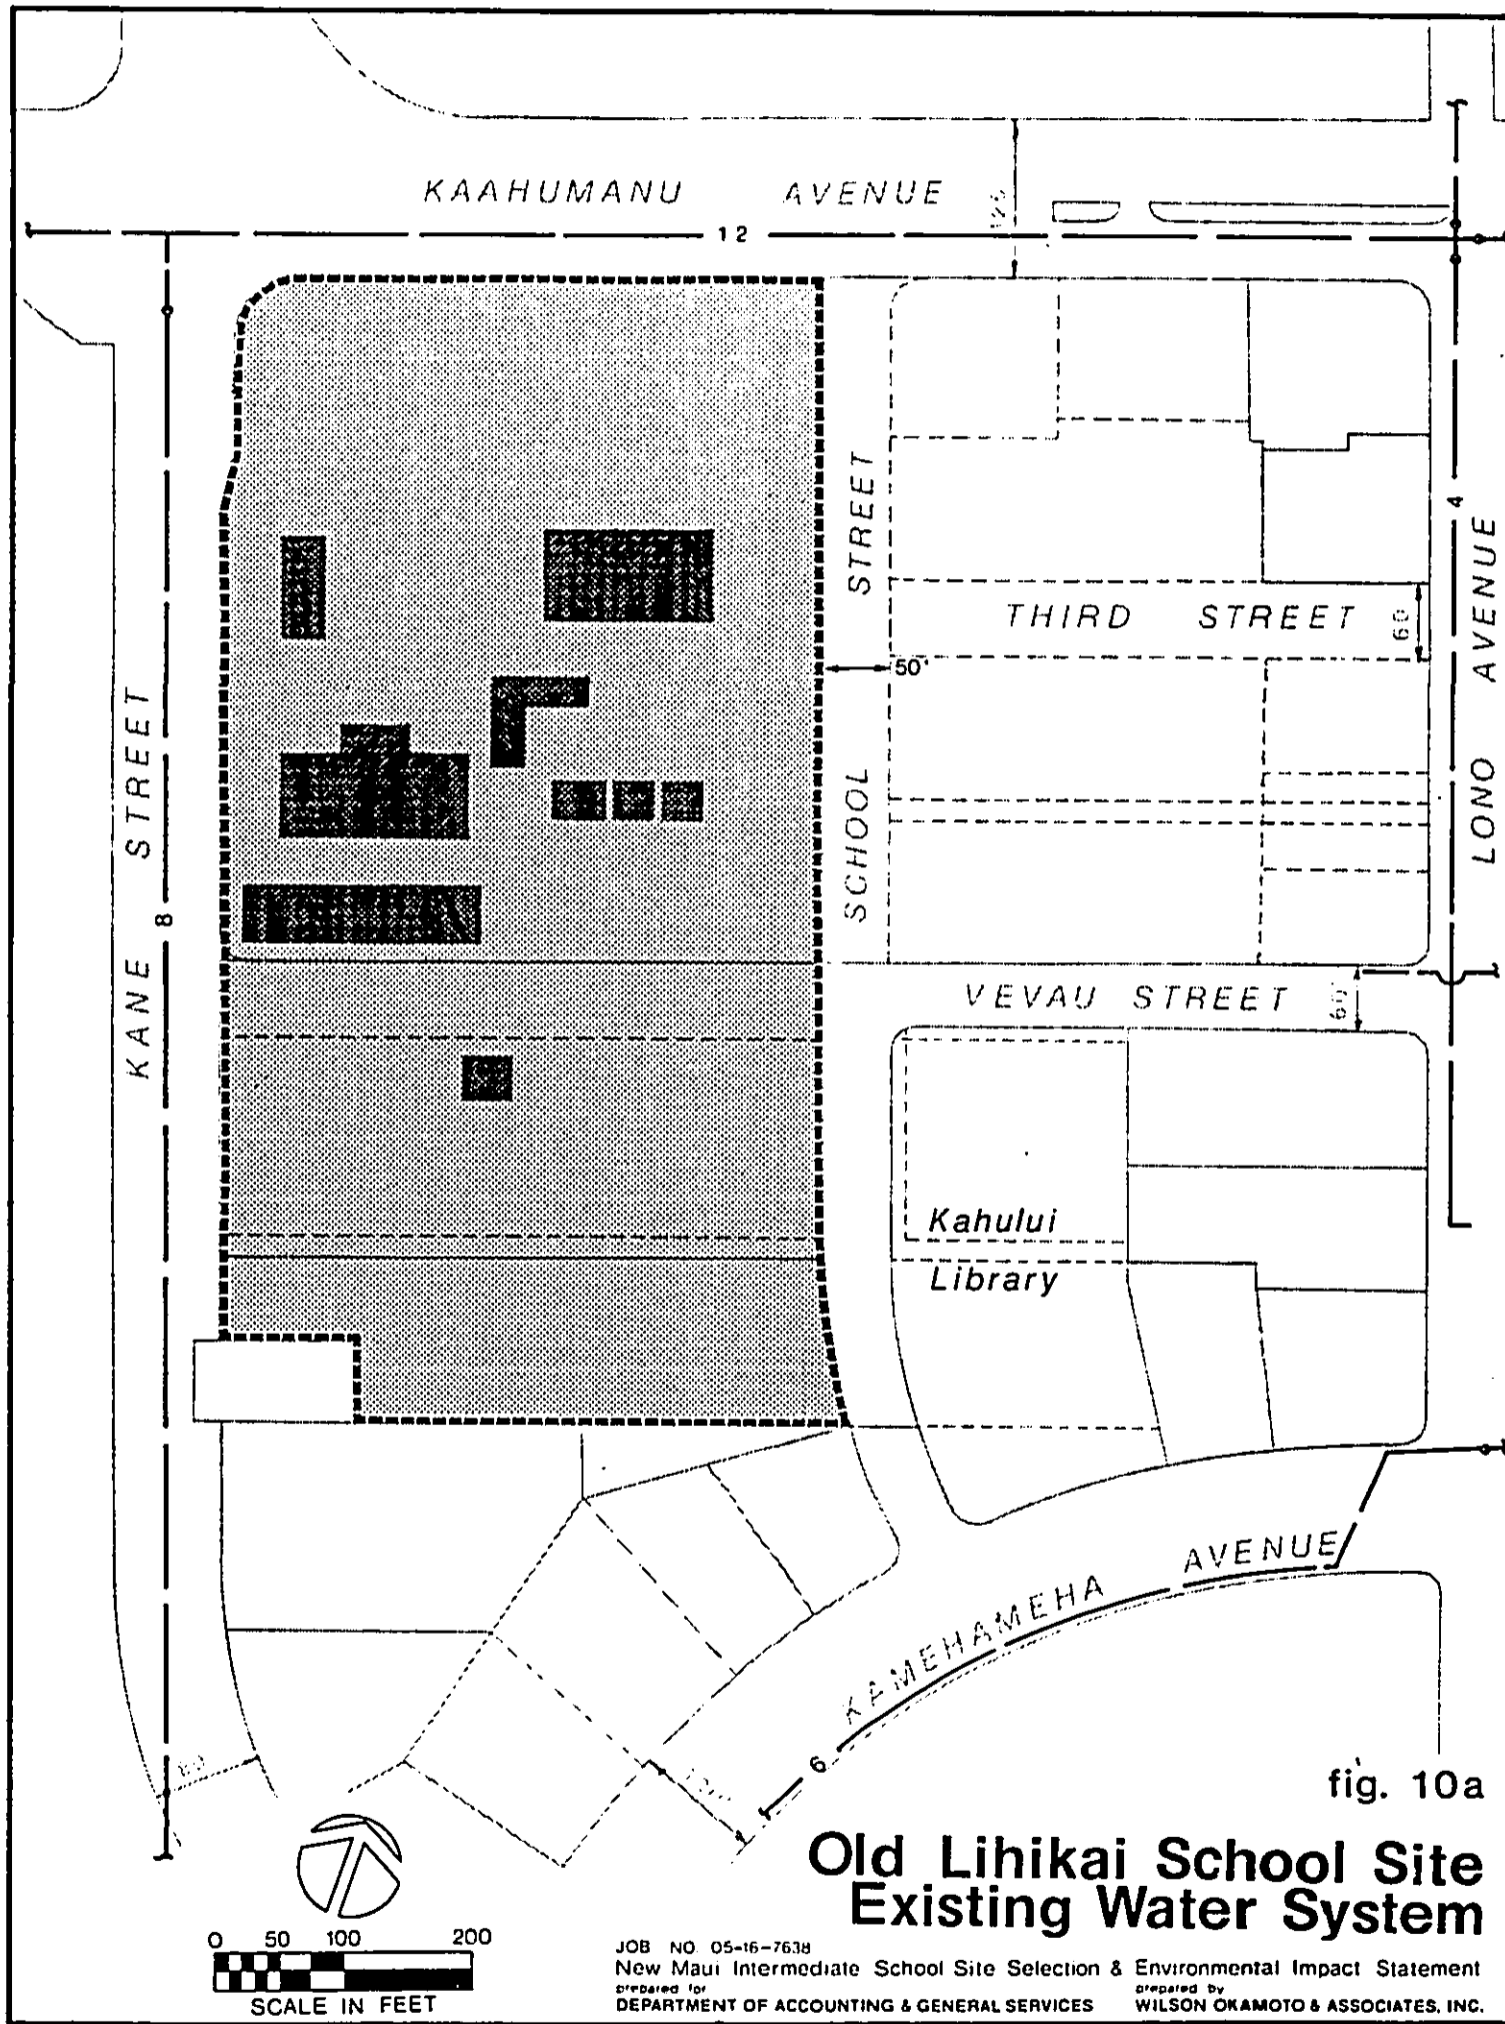 KAAHUMANU AVENUE
12
STREET
4
THIRD STREET
60
50'
LONO AVENUE
KANE STREET
8
SCHOOL
VEVAU STREET
60'
Kahului
Library
KAMEHAMEHA AVENUE
6
80
fig. 10a
Old Lihikai School Site
Existing Water System
0 50 100 200
SCALE IN FEET
JOB NO. 05-16-7638
New Maui Intermediate School Site Selection & Environmental Impact Statement
prepared for
DEPARTMENT OF ACCOUNTING & GENERAL SERVICES
prepared by
WILSON OKAMOTO & ASSOCIATES, INC.